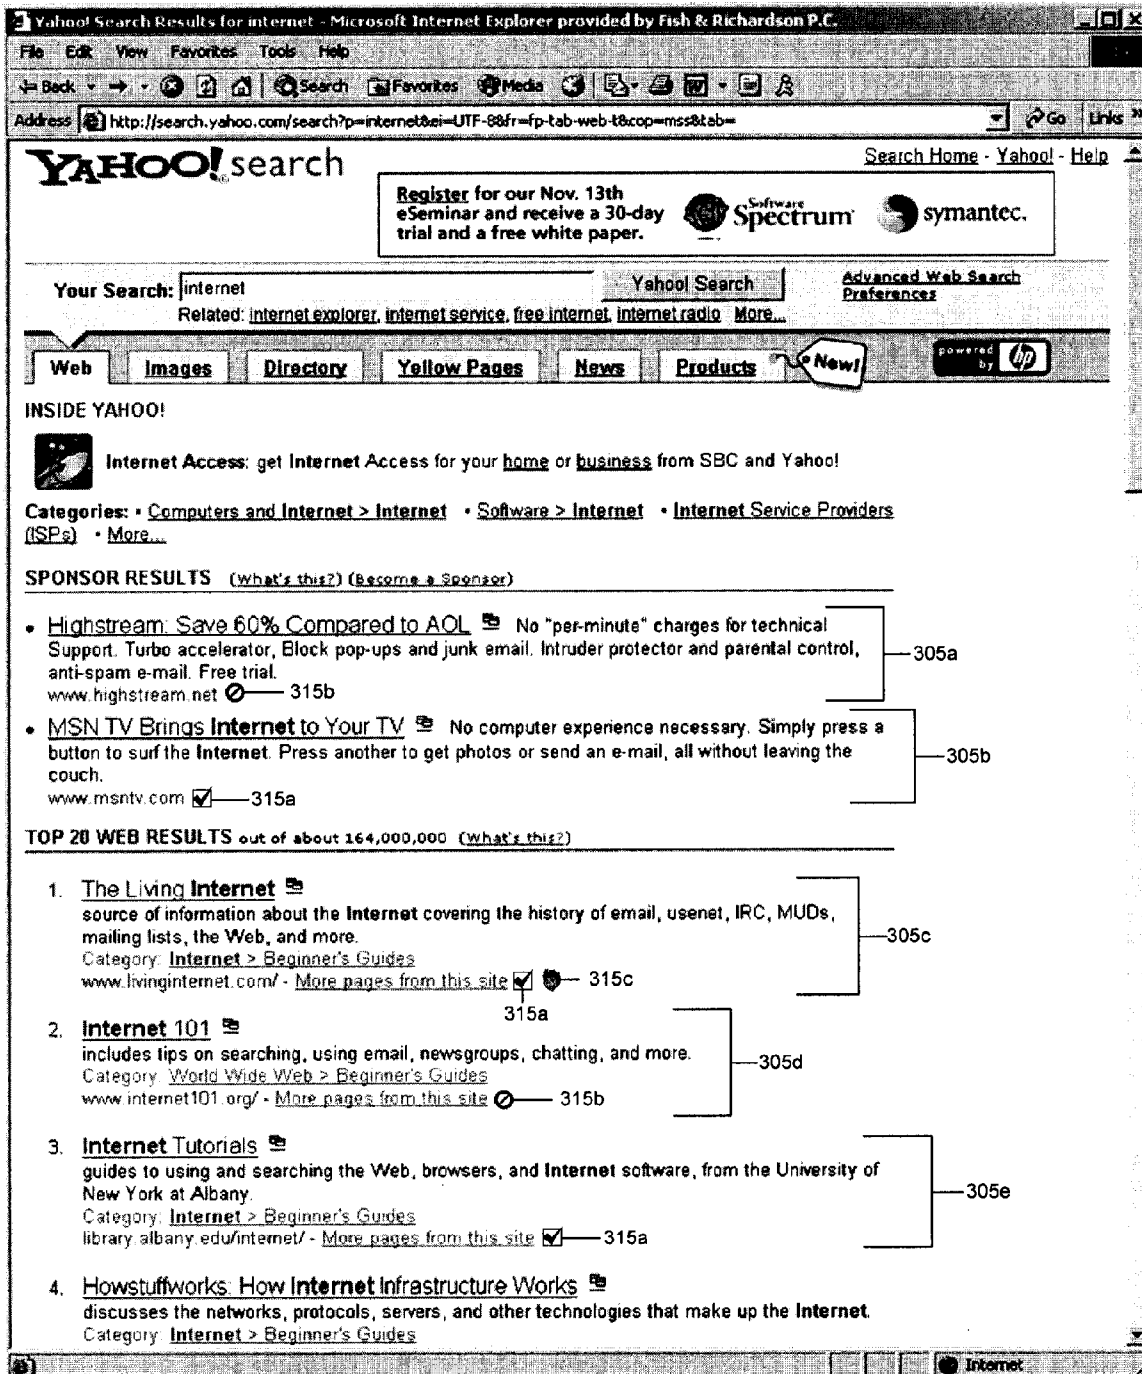 Yahoo! Search Results for internet - Microsoft Internet Explorer provided by Fish & Richardson P.C.
File Edit View Favorites Tools Help
Back Search Favorites Media
Address http://search.yahoo.com/search?p=internet&ei=UTF-8&fr=fp-tab-web-t&cop=mss&tab= Go Links »
YAHOO! search
Search Home - Yahoo! - Help
Register for our Nov. 13th
eSeminar and receive a 30-day
trial and a free white paper.
Software Spectrum
symantec.
Your Search: internet Yahoo! Search
Advanced Web Search
Preferences
Related: internet explorer, internet service, free internet, internet radio More...
Web Images Directory Yellow Pages News Products New! powered by hp
INSIDE YAHOO!
Internet Access: get Internet Access for your home or business from SBC and Yahoo!
Categories: • Computers and Internet > Internet • Software > Internet • Internet Service Providers
(ISPs) • More...
SPONSOR RESULTS (What's this?) (Become a Sponsor)
• Highstream: Save 60% Compared to AOL No "per-minute" charges for technical
Support. Turbo accelerator, Block pop-ups and junk email. Intruder protector and parental control,
anti-spam e-mail. Free trial.
www.highstream.net 315b
305a
• MSN TV Brings Internet to Your TV No computer experience necessary. Simply press a
button to surf the Internet. Press another to get photos or send an e-mail, all without leaving the
couch.
www.msntv.com 315a
305b
TOP 20 WEB RESULTS out of about 164,000,000 (What's this?)
1. The Living Internet
source of information about the Internet covering the history of email, usenet, IRC, MUDs,
mailing lists, the Web, and more.
305c
Category: Internet > Beginner's Guides
www.livinginternet.com/ - More pages from this site 315c
315a
2. Internet 101
includes tips on searching, using email, newsgroups, chatting, and more.
305d
Category: World Wide Web > Beginner's Guides
www.internet101.org/ - More pages from this site 315b
3. Internet Tutorials
guides to using and searching the Web, browsers, and Internet software, from the University of
New York at Albany.
305e
Category: Internet > Beginner's Guides
library.albany.edu/internet/ - More pages from this site 315a
4. Howstuffworks: How Internet Infrastructure Works
discusses the networks, protocols, servers, and other technologies that make up the Internet.
Category: Internet > Beginner's Guides
Internet